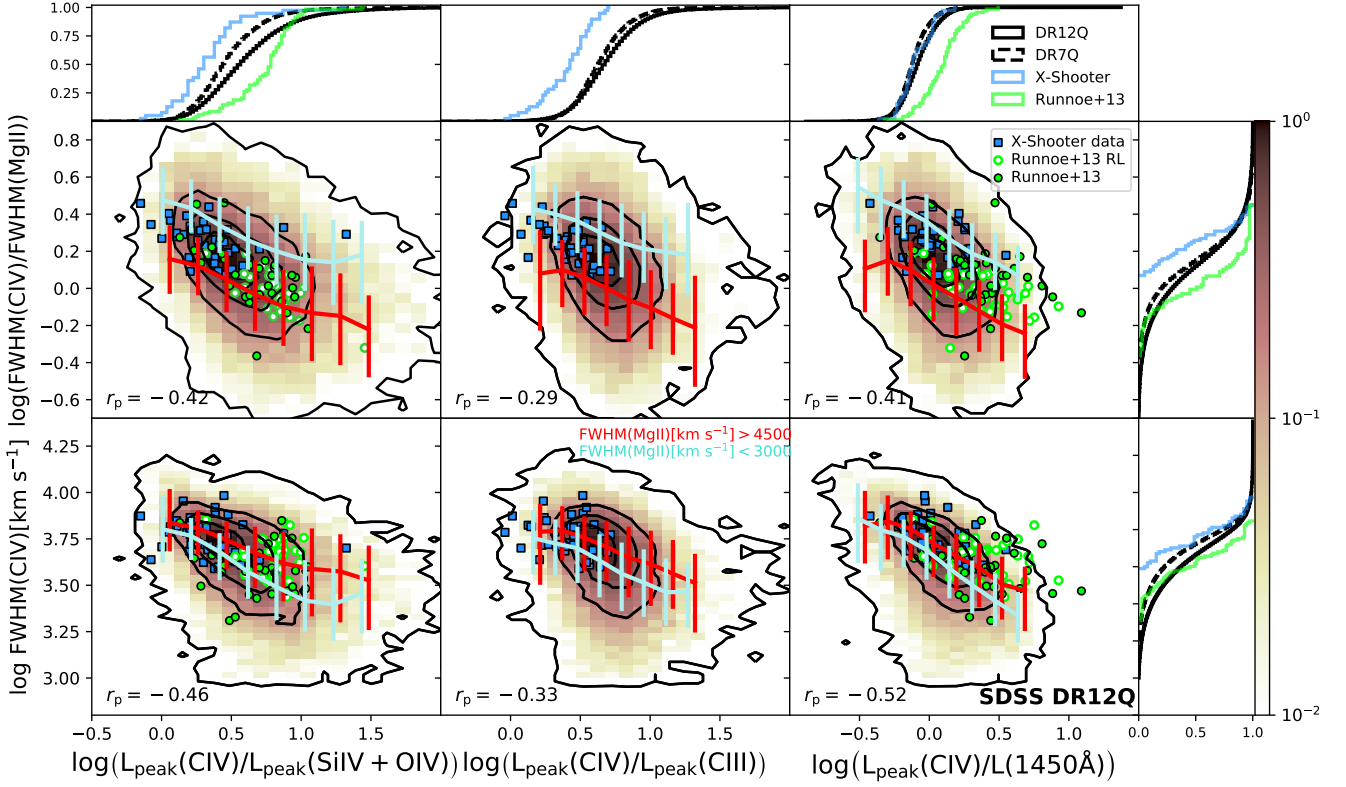 1.00
0.75
0.50
0.25
DR12Q
DR7Q
X-Shooter
Runnoe+13
log(FWHM(CIV)/FWHM(MgII))
0.8
0.6
0.4
0.2
0.0
−0.2
−0.4
−0.6
X-Shooter data
Runnoe+13 RL
Runnoe+13
r_p = −0.42
r_p = −0.29
r_p = −0.41
10^0
10^−1
10^−2
log FWHM(CIV)[km s^−1]
4.25
4.00
3.75
3.50
3.25
3.00
FWHM(MgII)[km s^−1] > 4500
FWHM(MgII)[km s^−1] < 3000
r_p = −0.46
r_p = −0.33
r_p = −0.52
SDSS DR12Q
−0.5 0.0 0.5 1.0 1.5
0.0 0.5 1.0 1.5
−0.5 0.0 0.5 1.0
0.0 0.5 1.0
log(L_peak(CIV)/L_peak(SiIV + OIV))
log(L_peak(CIV)/L_peak(CIII))
log(L_peak(CIV)/L(1450Å))